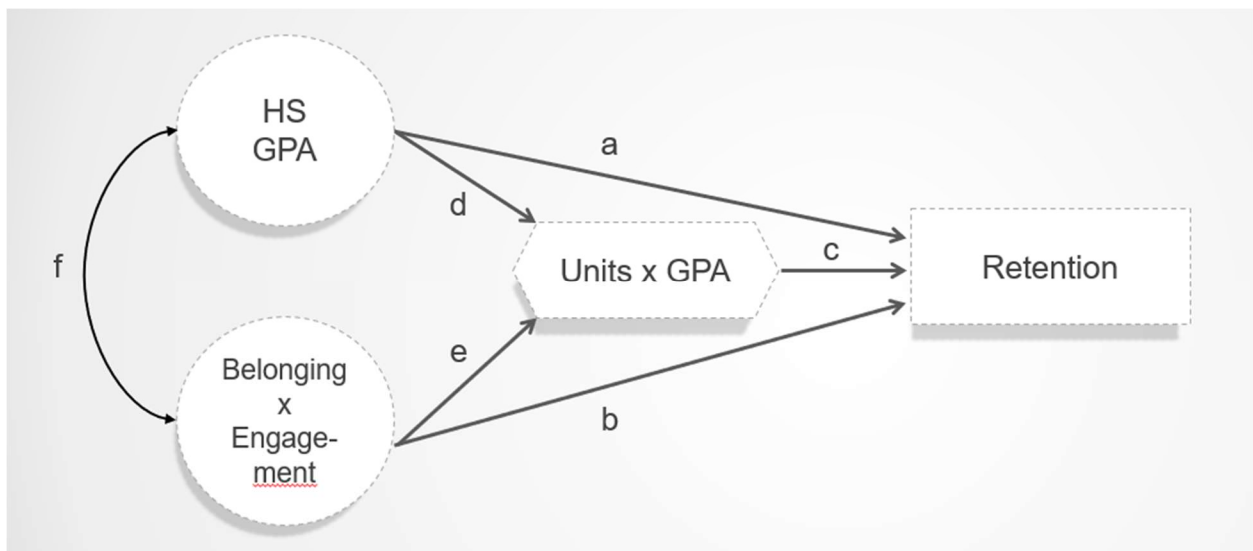 HS
GPA
a
d
f
Units x GPA
c
Retention
Belonging
x
Engage-
ment
e
b